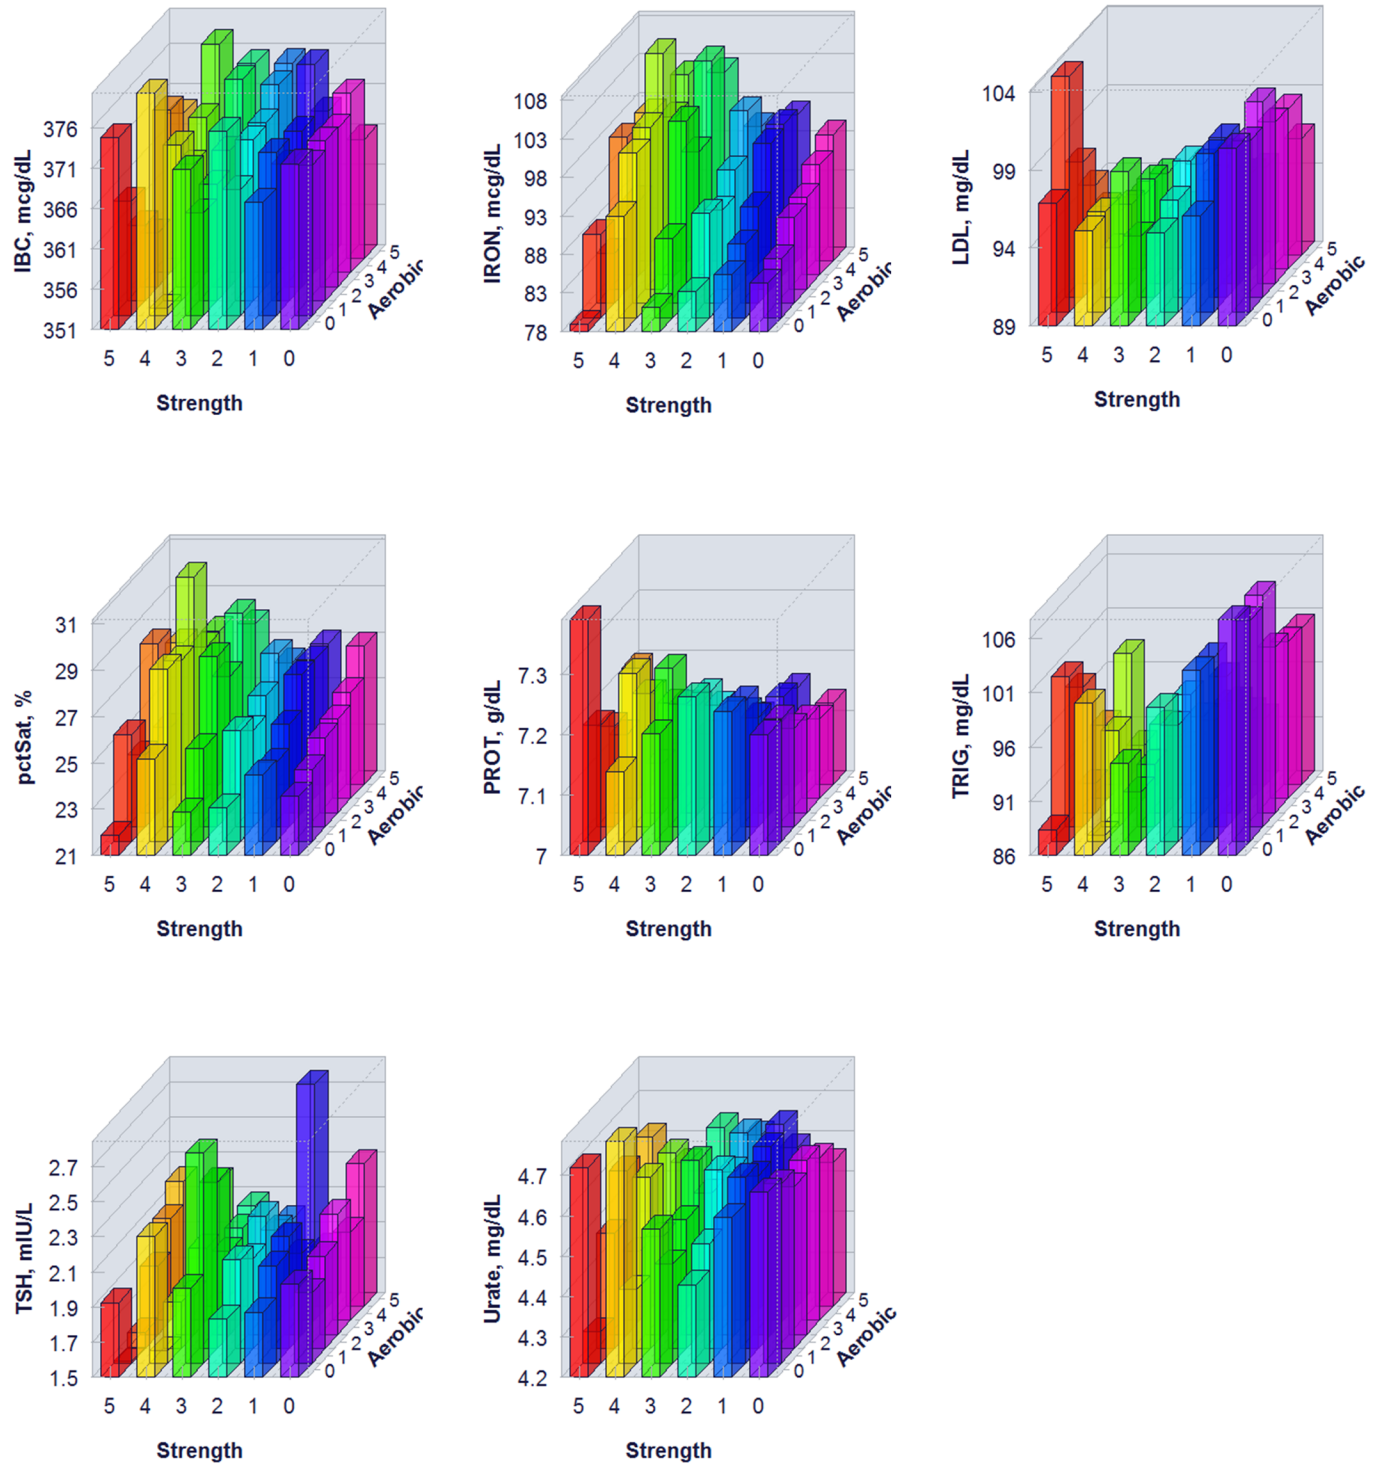 IBC, mcg/dL
376
371
366
361
356
351
5 4 3 2 1 0
Strength
0 1 2 3 4 5
Aerobic
IRON, mcg/dL
108
103
98
93
88
83
78
5 4 3 2 1 0
Strength
0 1 2 3 4 5
Aerobic
LDL, mg/dL
104
99
94
89
5 4 3 2 1 0
Strength
0 1 2 3 4 5
Aerobic
pctSat, %
31
29
27
25
23
21
5 4 3 2 1 0
Strength
0 1 2 3 4 5
Aerobic
PROT, g/dL
7.3
7.2
7.1
7
5 4 3 2 1 0
Strength
0 1 2 3 4 5
Aerobic
TRIG, mg/dL
106
101
96
91
86
5 4 3 2 1 0
Strength
0 1 2 3 4 5
Aerobic
TSH, mIU/L
2.7
2.5
2.3
2.1
1.9
1.7
1.5
5 4 3 2 1 0
Strength
0 1 2 3 4 5
Aerobic
Urate, mg/dL
4.7
4.6
4.5
4.4
4.3
4.2
5 4 3 2 1 0
Strength
0 1 2 3 4 5
Aerobic